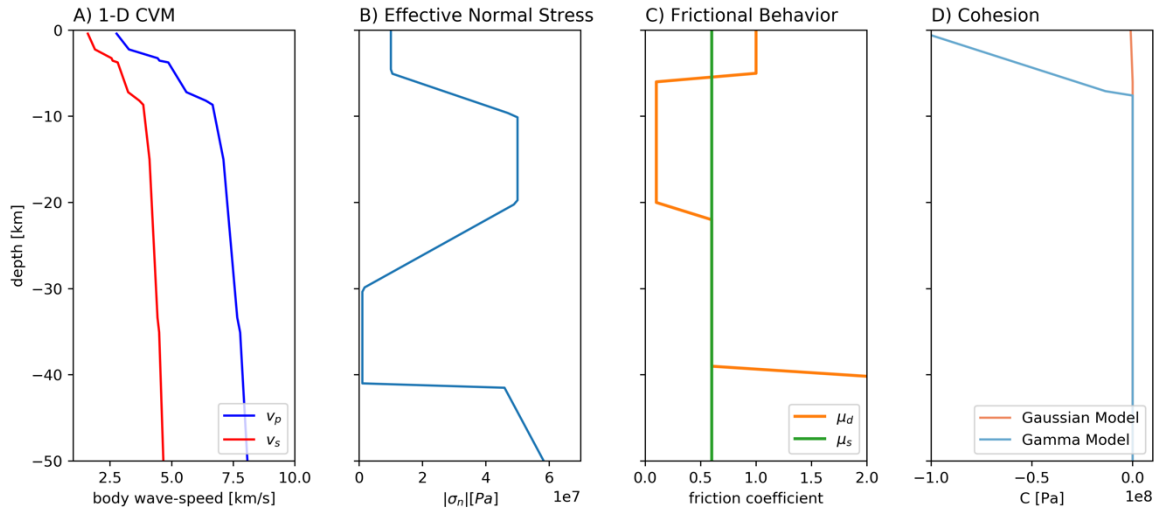 A) 1-D CVM
B) Effective Normal Stress
C) Frictional Behavior
D) Cohesion
0
−10
−20
−30
−40
−50
depth [km]
2.5 5.0 7.5 10.0
body wave-speed [km/s]
v_p
v_s
0 2 4 6
1e7
|σ_n|[Pa]
0.0 0.5 1.0 1.5 2.0
friction coefficient
μ_d
μ_s
−1.0 −0.5 0.0
1e8
C [Pa]
Gaussian Model
Gamma Model